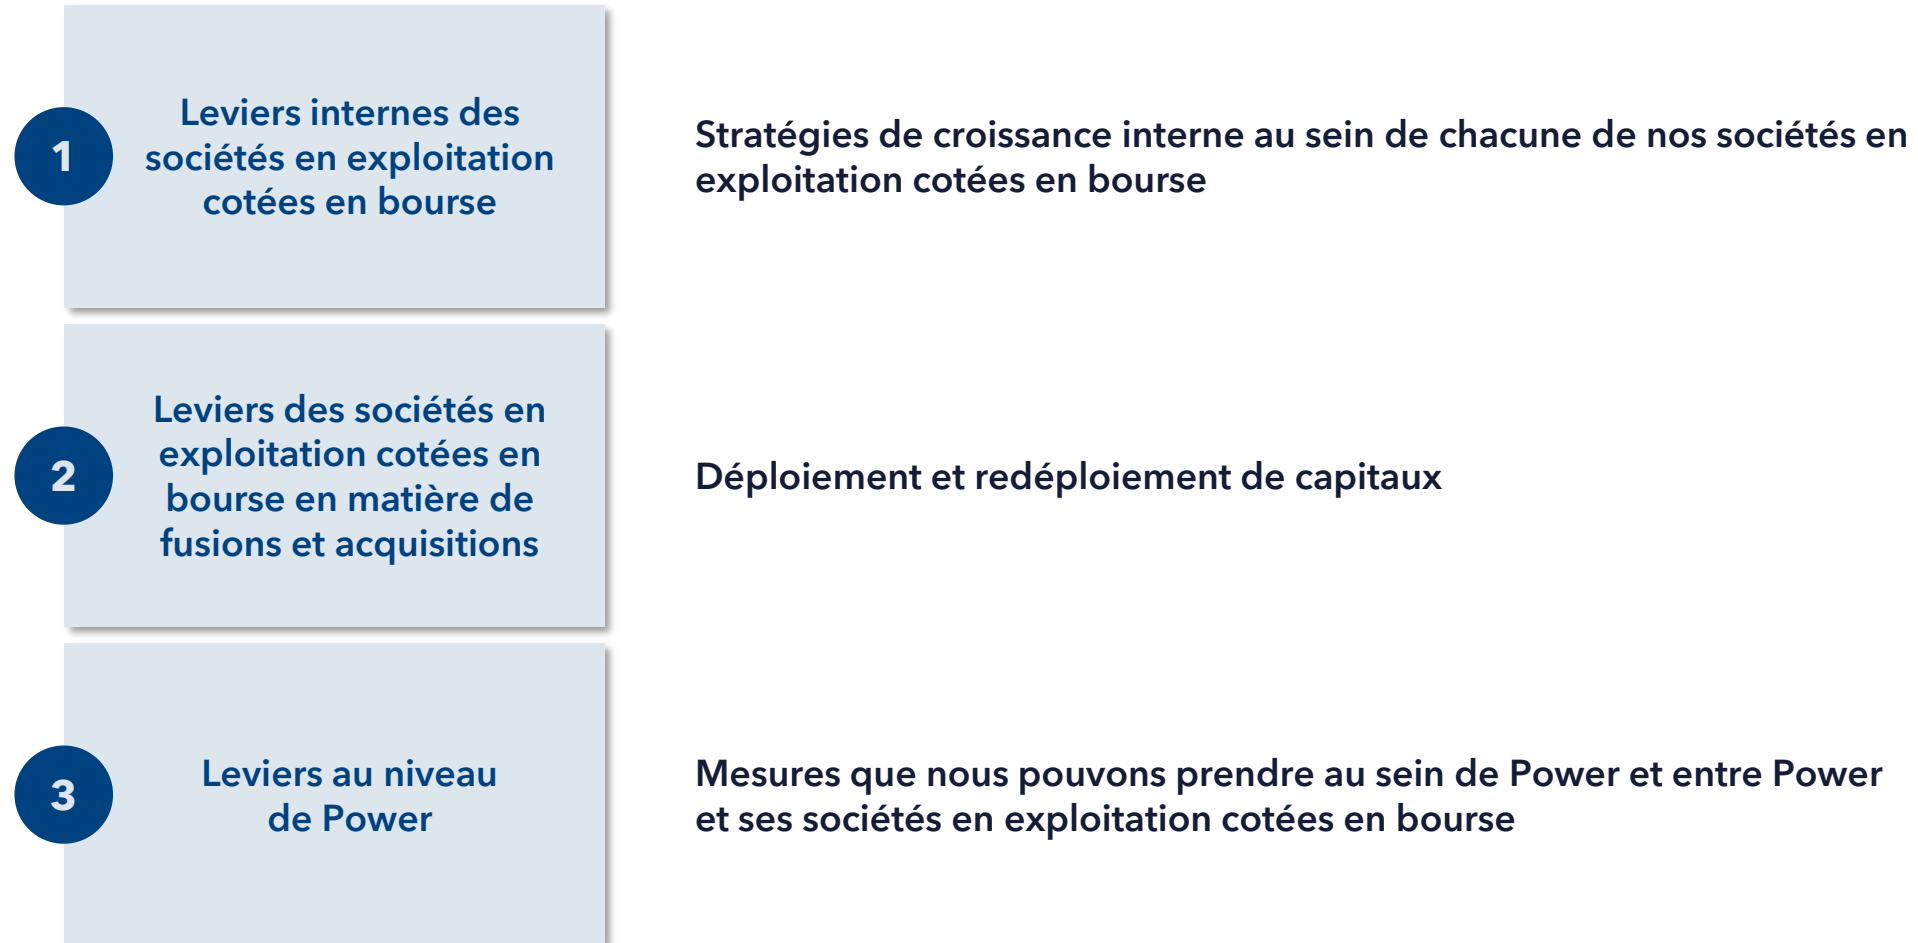 1
Leviers internes des
sociétés en exploitation
cotées en bourse
Stratégies de croissance interne au sein de chacune de nos sociétés en
exploitation cotées en bourse
2
Leviers des sociétés en
exploitation cotées en
bourse en matière de
fusions et acquisitions
Déploiement et redéploiement de capitaux
3
Leviers au niveau
de Power
Mesures que nous pouvons prendre au sein de Power et entre Power
et ses sociétés en exploitation cotées en bourse